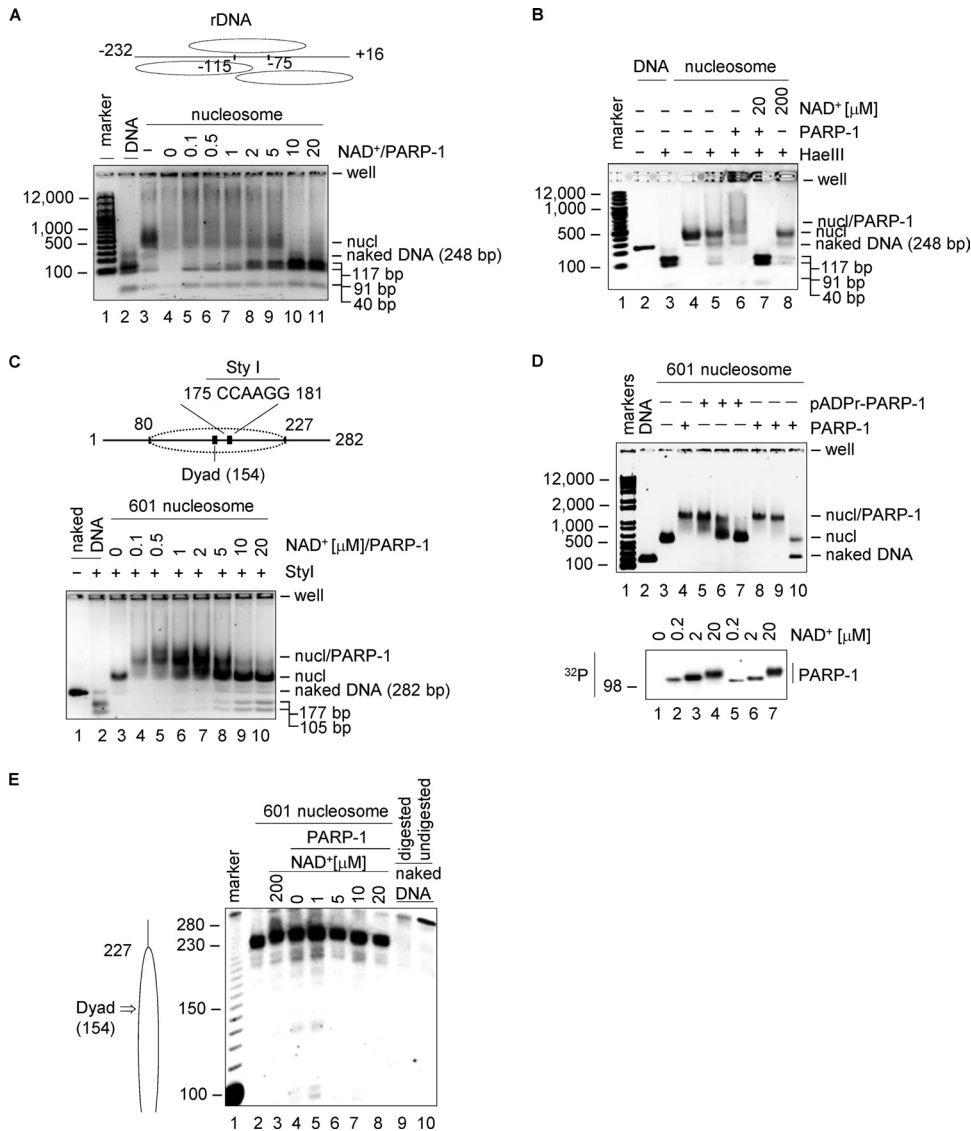 A
rDNA
-232
+16
-115
-75
marker
DNA
nucleosome
– 0 0.1 0.5 1 2 5 10 20 NAD⁺/PARP-1
– well
12,000 –
1,000 –
500 –
100 –
nucl
naked DNA (248 bp)
117 bp
91 bp
40 bp
1 2 3 4 5 6 7 8 9 10 11
B
DNA nucleosome
– – – – – 20 200 NAD⁺ [µM]
– – – – + + – PARP-1
– + – + + + + HaeIII
marker
– well
12,000 –
1,000 –
500 –
100 –
nucl/PARP-1
nucl
naked DNA (248 bp)
117 bp
91 bp
40 bp
1 2 3 4 5 6 7 8
C
Sty I
175 CCAAGG 181
80
227
1
282
Dyad (154)
naked
DNA
601 nucleosome
0 0.1 0.5 1 2 5 10 20 NAD⁺ [µM]/PARP-1
– + + + + + + + + + StyI
– well
nucl/PARP-1
nucl
naked DNA (282 bp)
177 bp
105 bp
1 2 3 4 5 6 7 8 9 10
D
markers
DNA
601 nucleosome
– – + + + – – – pADPr-PARP-1
– + – – – + + + PARP-1
– well
12,000 –
2,000 –
1,000 –
500 –
100 –
– nucl/PARP-1
– nucl
– naked DNA
1 2 3 4 5 6 7 8 9 10
0 0.2 2 20 0.2 2 20 NAD⁺ [µM]
³²P
98 –
PARP-1
1 2 3 4 5 6 7
E
601 nucleosome
PARP-1
NAD⁺[µM]
marker
200 0 1 5 10 20
digested
undigested
naked
DNA
280 –
230 –
150 –
100 –
227
Dyad ⇒
(154)
1 2 3 4 5 6 7 8 9 10